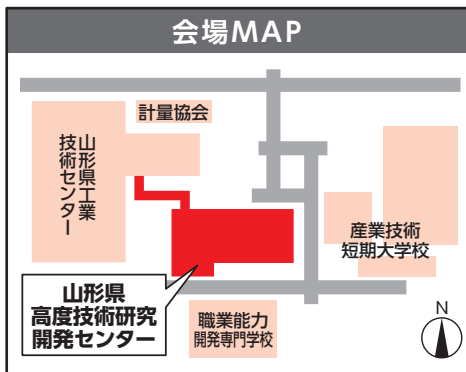 会場MAP
計量協会
山形県工業
技術センター
産業技術
短期大学校
山形県
高度技術研究
開発センター
職業能力
開発専門学校
N